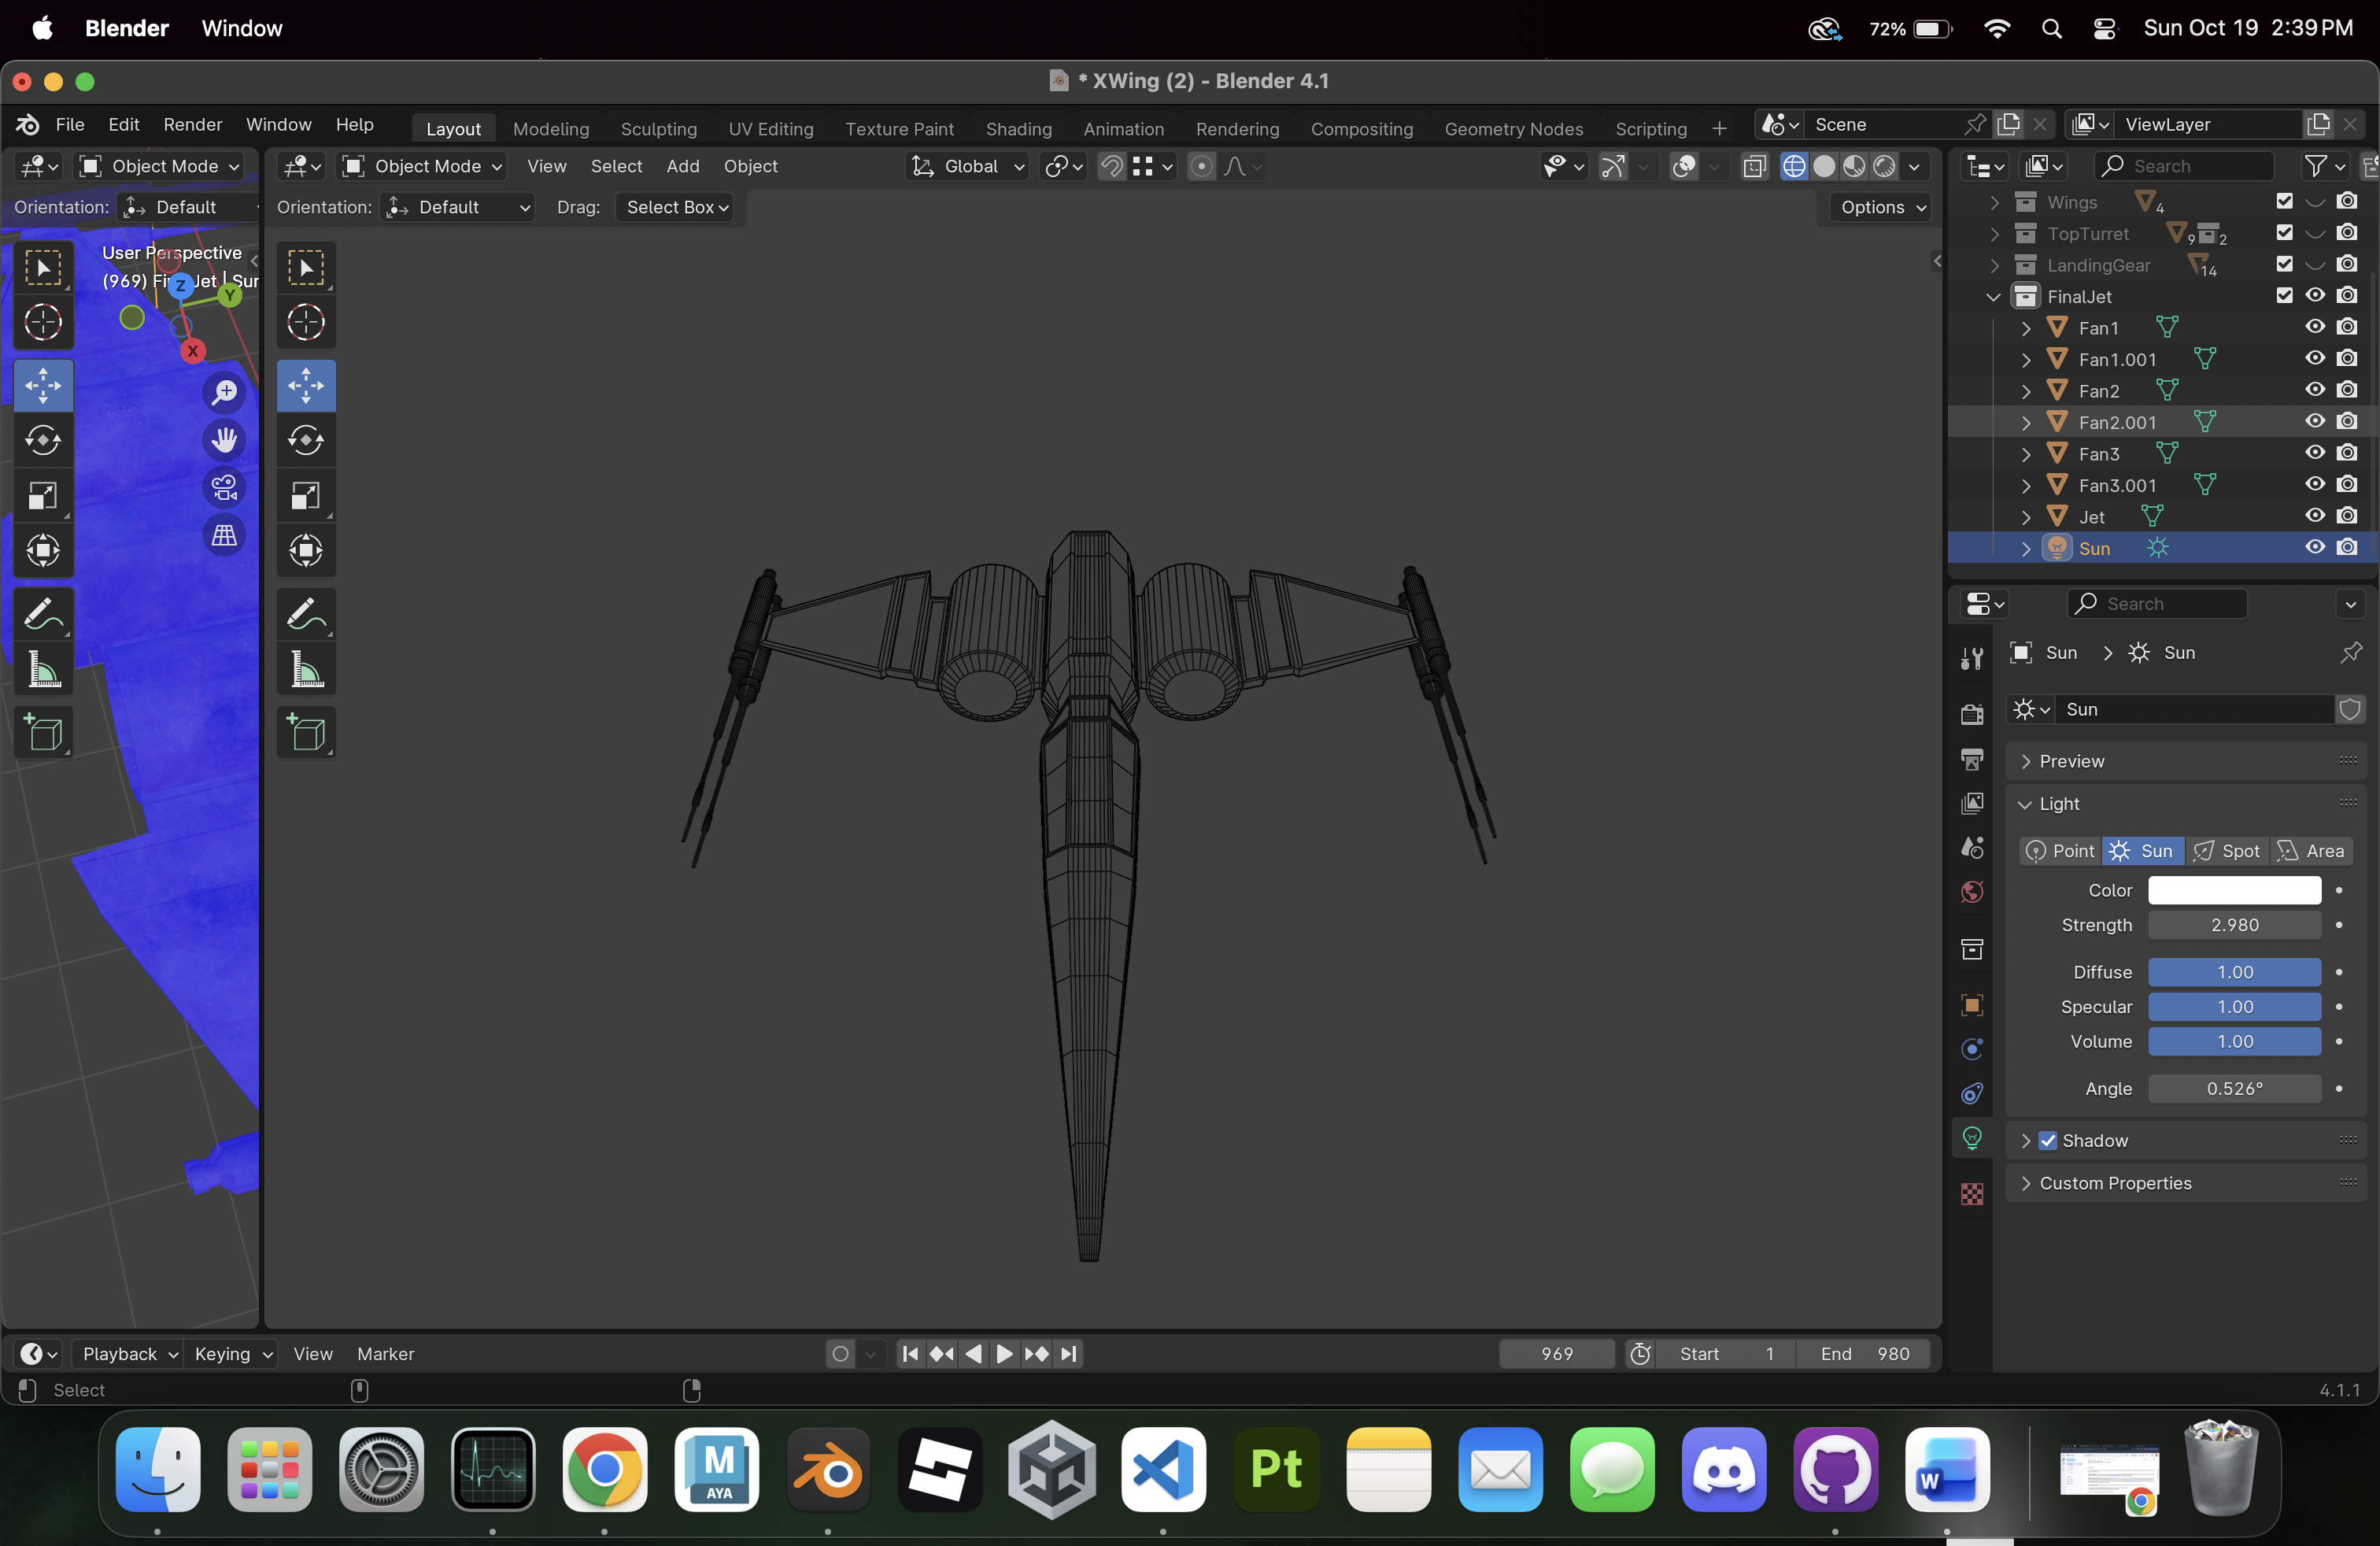 Blender Window 72% Sun Oct 19 2:39 PM
* XWing (2) - Blender 4.1
File Edit Render Window Help Layout Modeling Sculpting UV Editing Texture Paint Shading Animation Rendering Compositing Geometry Nodes Scripting + Scene ViewLayer
Object Mode Object Mode View Select Add Object Global Search
Orientation: Default Orientation: Default Drag: Select Box Options
User Perspective
(969) Fi Jet | Sun
Z
Y
X
Wings 4
TopTurret 9 2
LandingGear 14
FinalJet
Fan1
Fan1.001
Fan2
Fan2.001
Fan3
Fan3.001
Jet
Sun
Search
Sun > Sun
Sun
Preview
Light
Point Sun Spot Area
Color
Strength 2.980
Diffuse 1.00
Specular 1.00
Volume 1.00
Angle 0.526°
Shadow
Custom Properties
Playback Keying View Marker 969 Start 1 End 980
Select 4.1.1
M
AYA
Pt
W